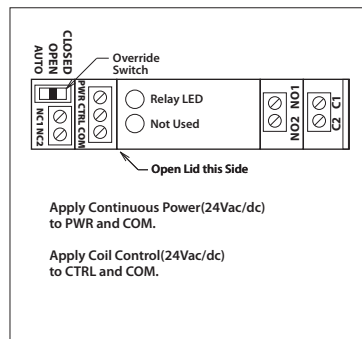 CLOSED
OPEN
AUTO
Override
Switch
NC1 NC2
PWR CTRL COM
Relay LED
Not Used
NO2 NO1
C2 C1
Open Lid this Side
Apply Continuous Power(24Vac/dc)
to PWR and COM.
Apply Coil Control(24Vac/dc)
to CTRL and COM.